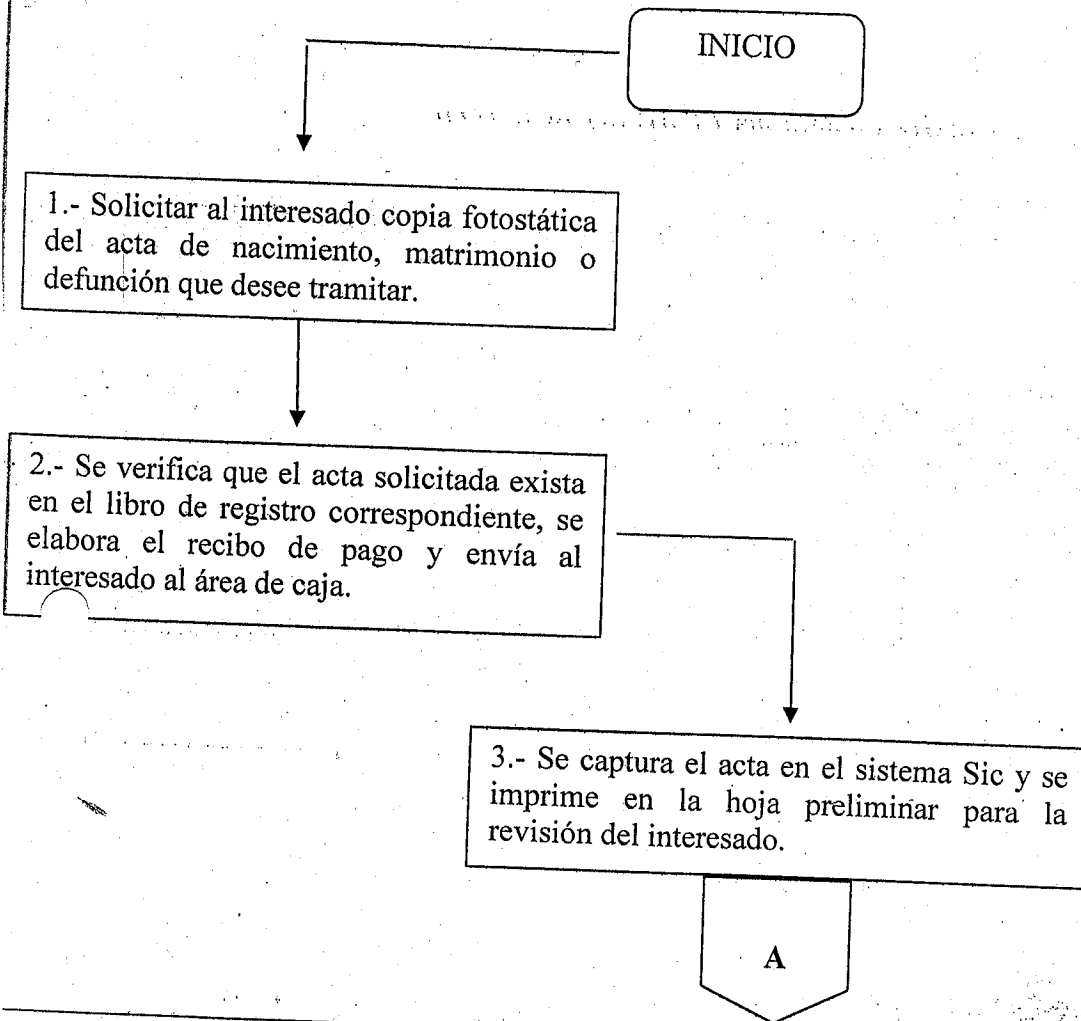 INICIO
1.- Solicitar al interesado copia fotostática
del acta de nacimiento, matrimonio o
defunción que desee tramitar.
2.- Se verifica que el acta solicitada exista
en el libro de registro correspondiente, se
elabora el recibo de pago y envía al
interesado al área de caja.
3.- Se captura el acta en el sistema Sic y se
imprime en la hoja preliminar para la
revisión del interesado.
A